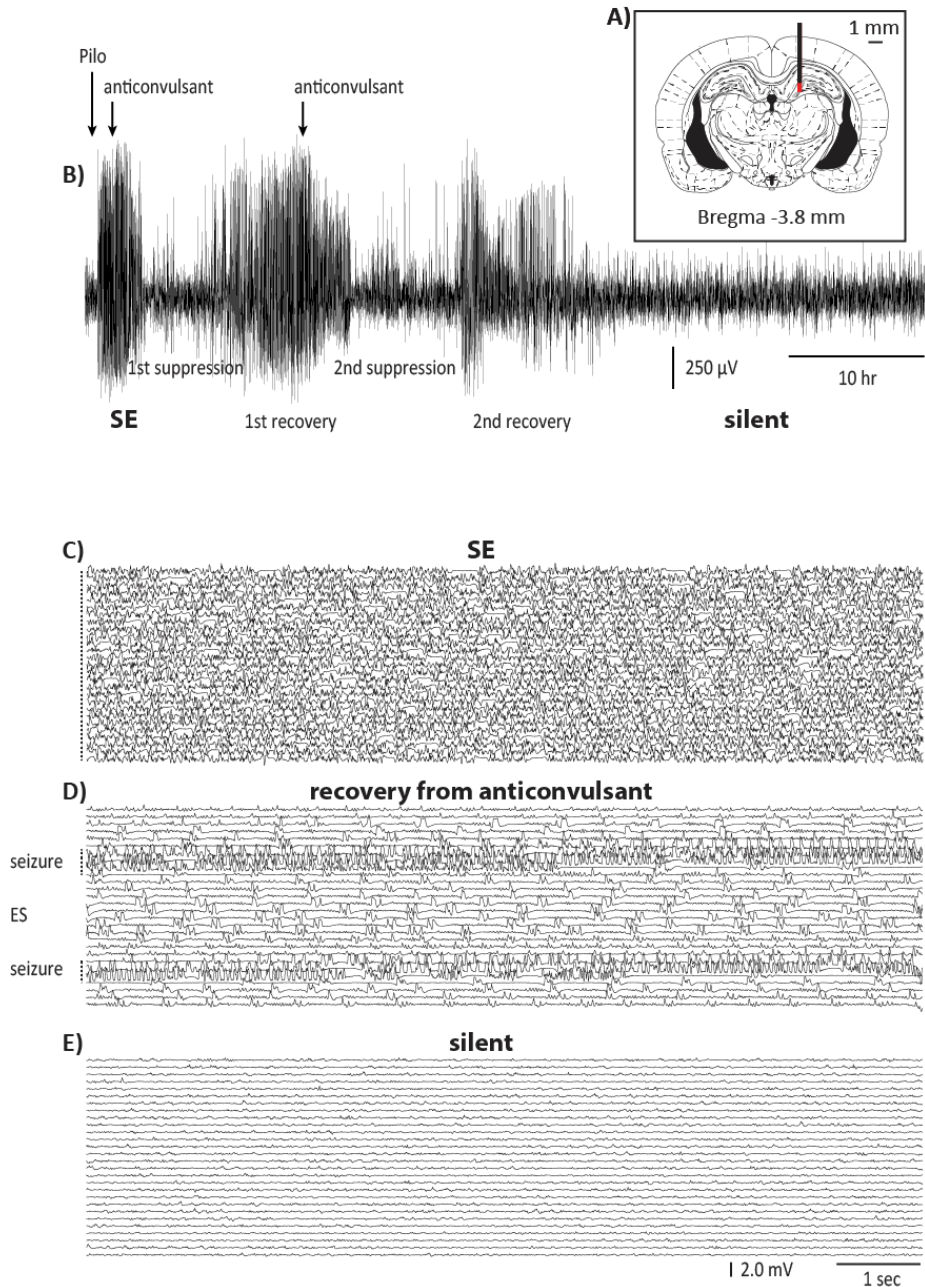 A)
1 mm
Bregma -3.8 mm
Pilo
anticonvulsant
anticonvulsant
B)
1st suppression
2nd suppression
250 µV
10 hr
SE
1st recovery
2nd recovery
silent
C)
SE
D)
recovery from anticonvulsant
seizure
ES
seizure
E)
silent
2.0 mV
1 sec